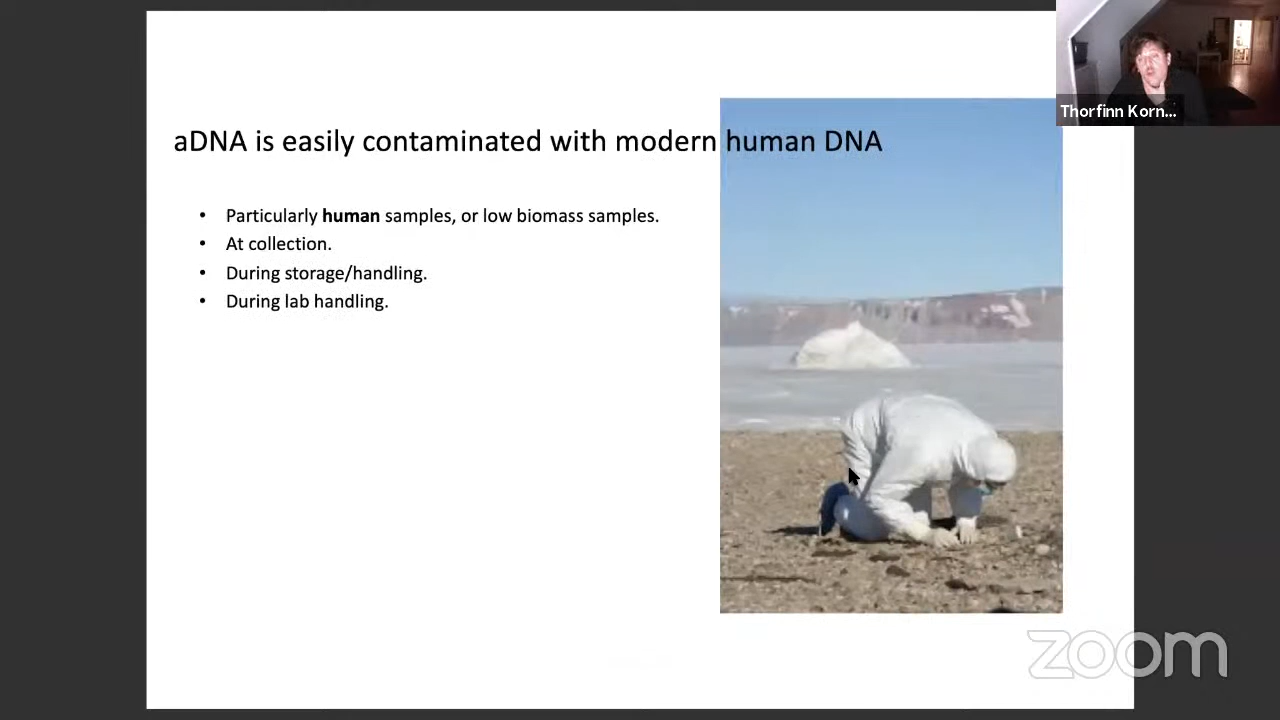 Thorfinn Korn...
aDNA is easily contaminated with modern human DNA
• Particularly human samples, or low biomass samples.
• At collection.
• During storage/handling.
• During lab handling.
zoom